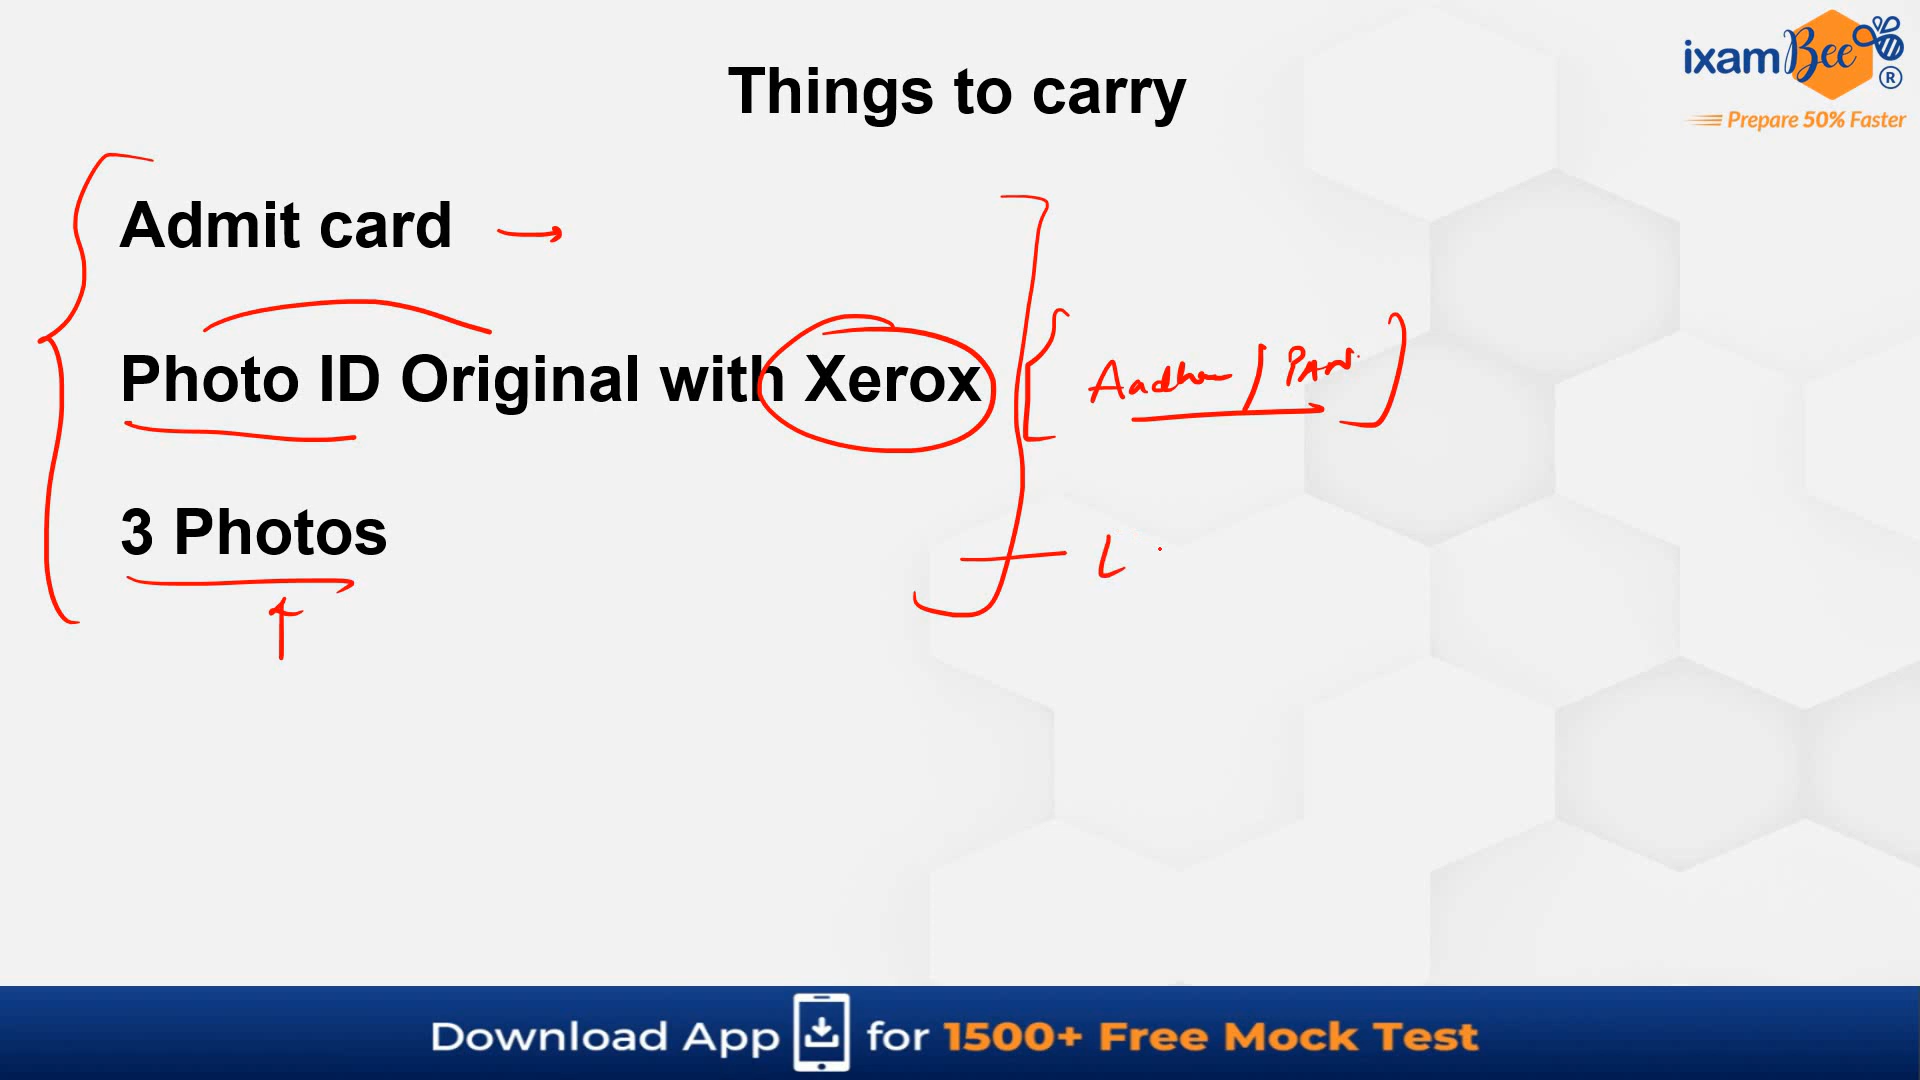 ixamBee®
Prepare 50% Faster
Things to carry
Admit card
Photo ID Original with Xerox
Aadhar / PAN
3 Photos
L
Download App for 1500+ Free Mock Test